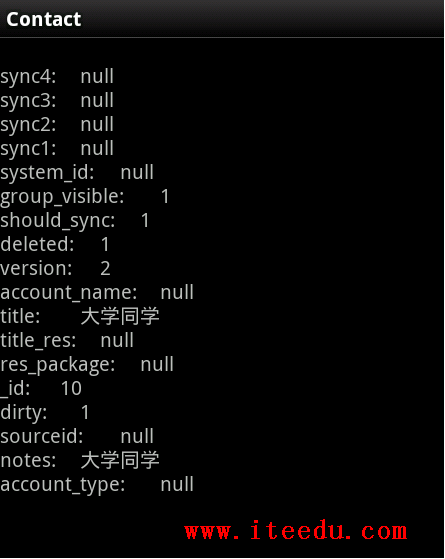 Contact
sync4: null
sync3: null
sync2: null
sync1: null
system_id: null
group_visible: 1
should_sync: 1
deleted: 1
version: 2
account_name: null
title: 大学同学
title_res: null
res_package: null
_id: 10
dirty: 1
sourceid: null
notes: 大学同学
account_type: null
www.iteedu.com